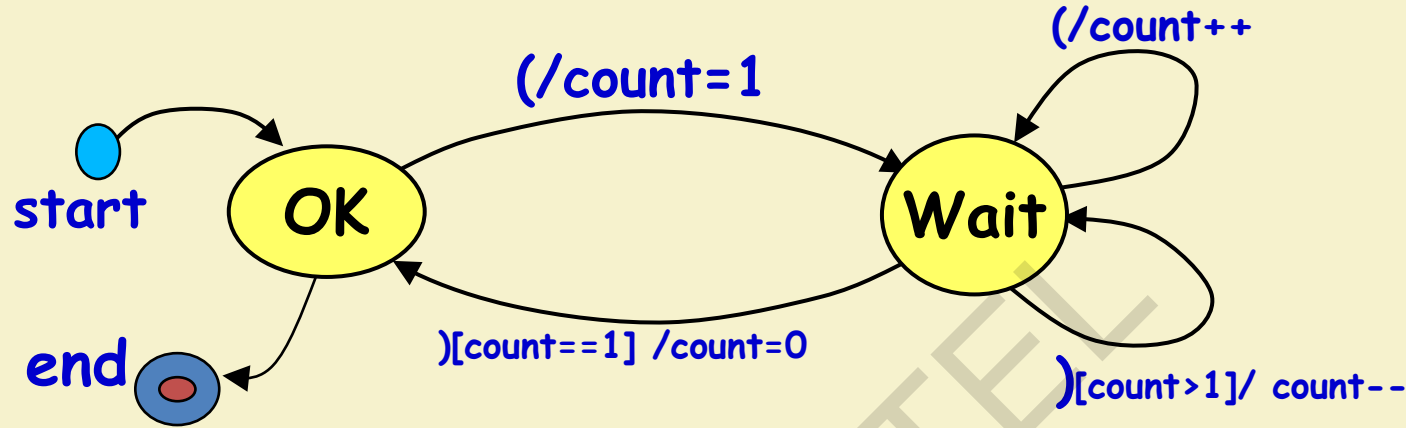 (/count++
(/count=1
start
OK
Wait
)[count==1] /count=0
end
)[count>1]/ count--